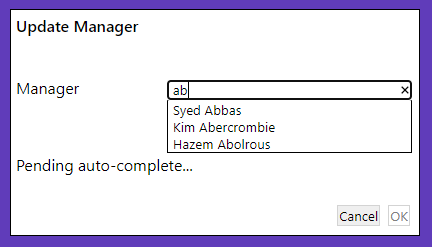 Update Manager
Manager
ab
Syed Abbas
Kim Abercrombie
Hazem Abolrous
Pending auto-complete...
Cancel
OK